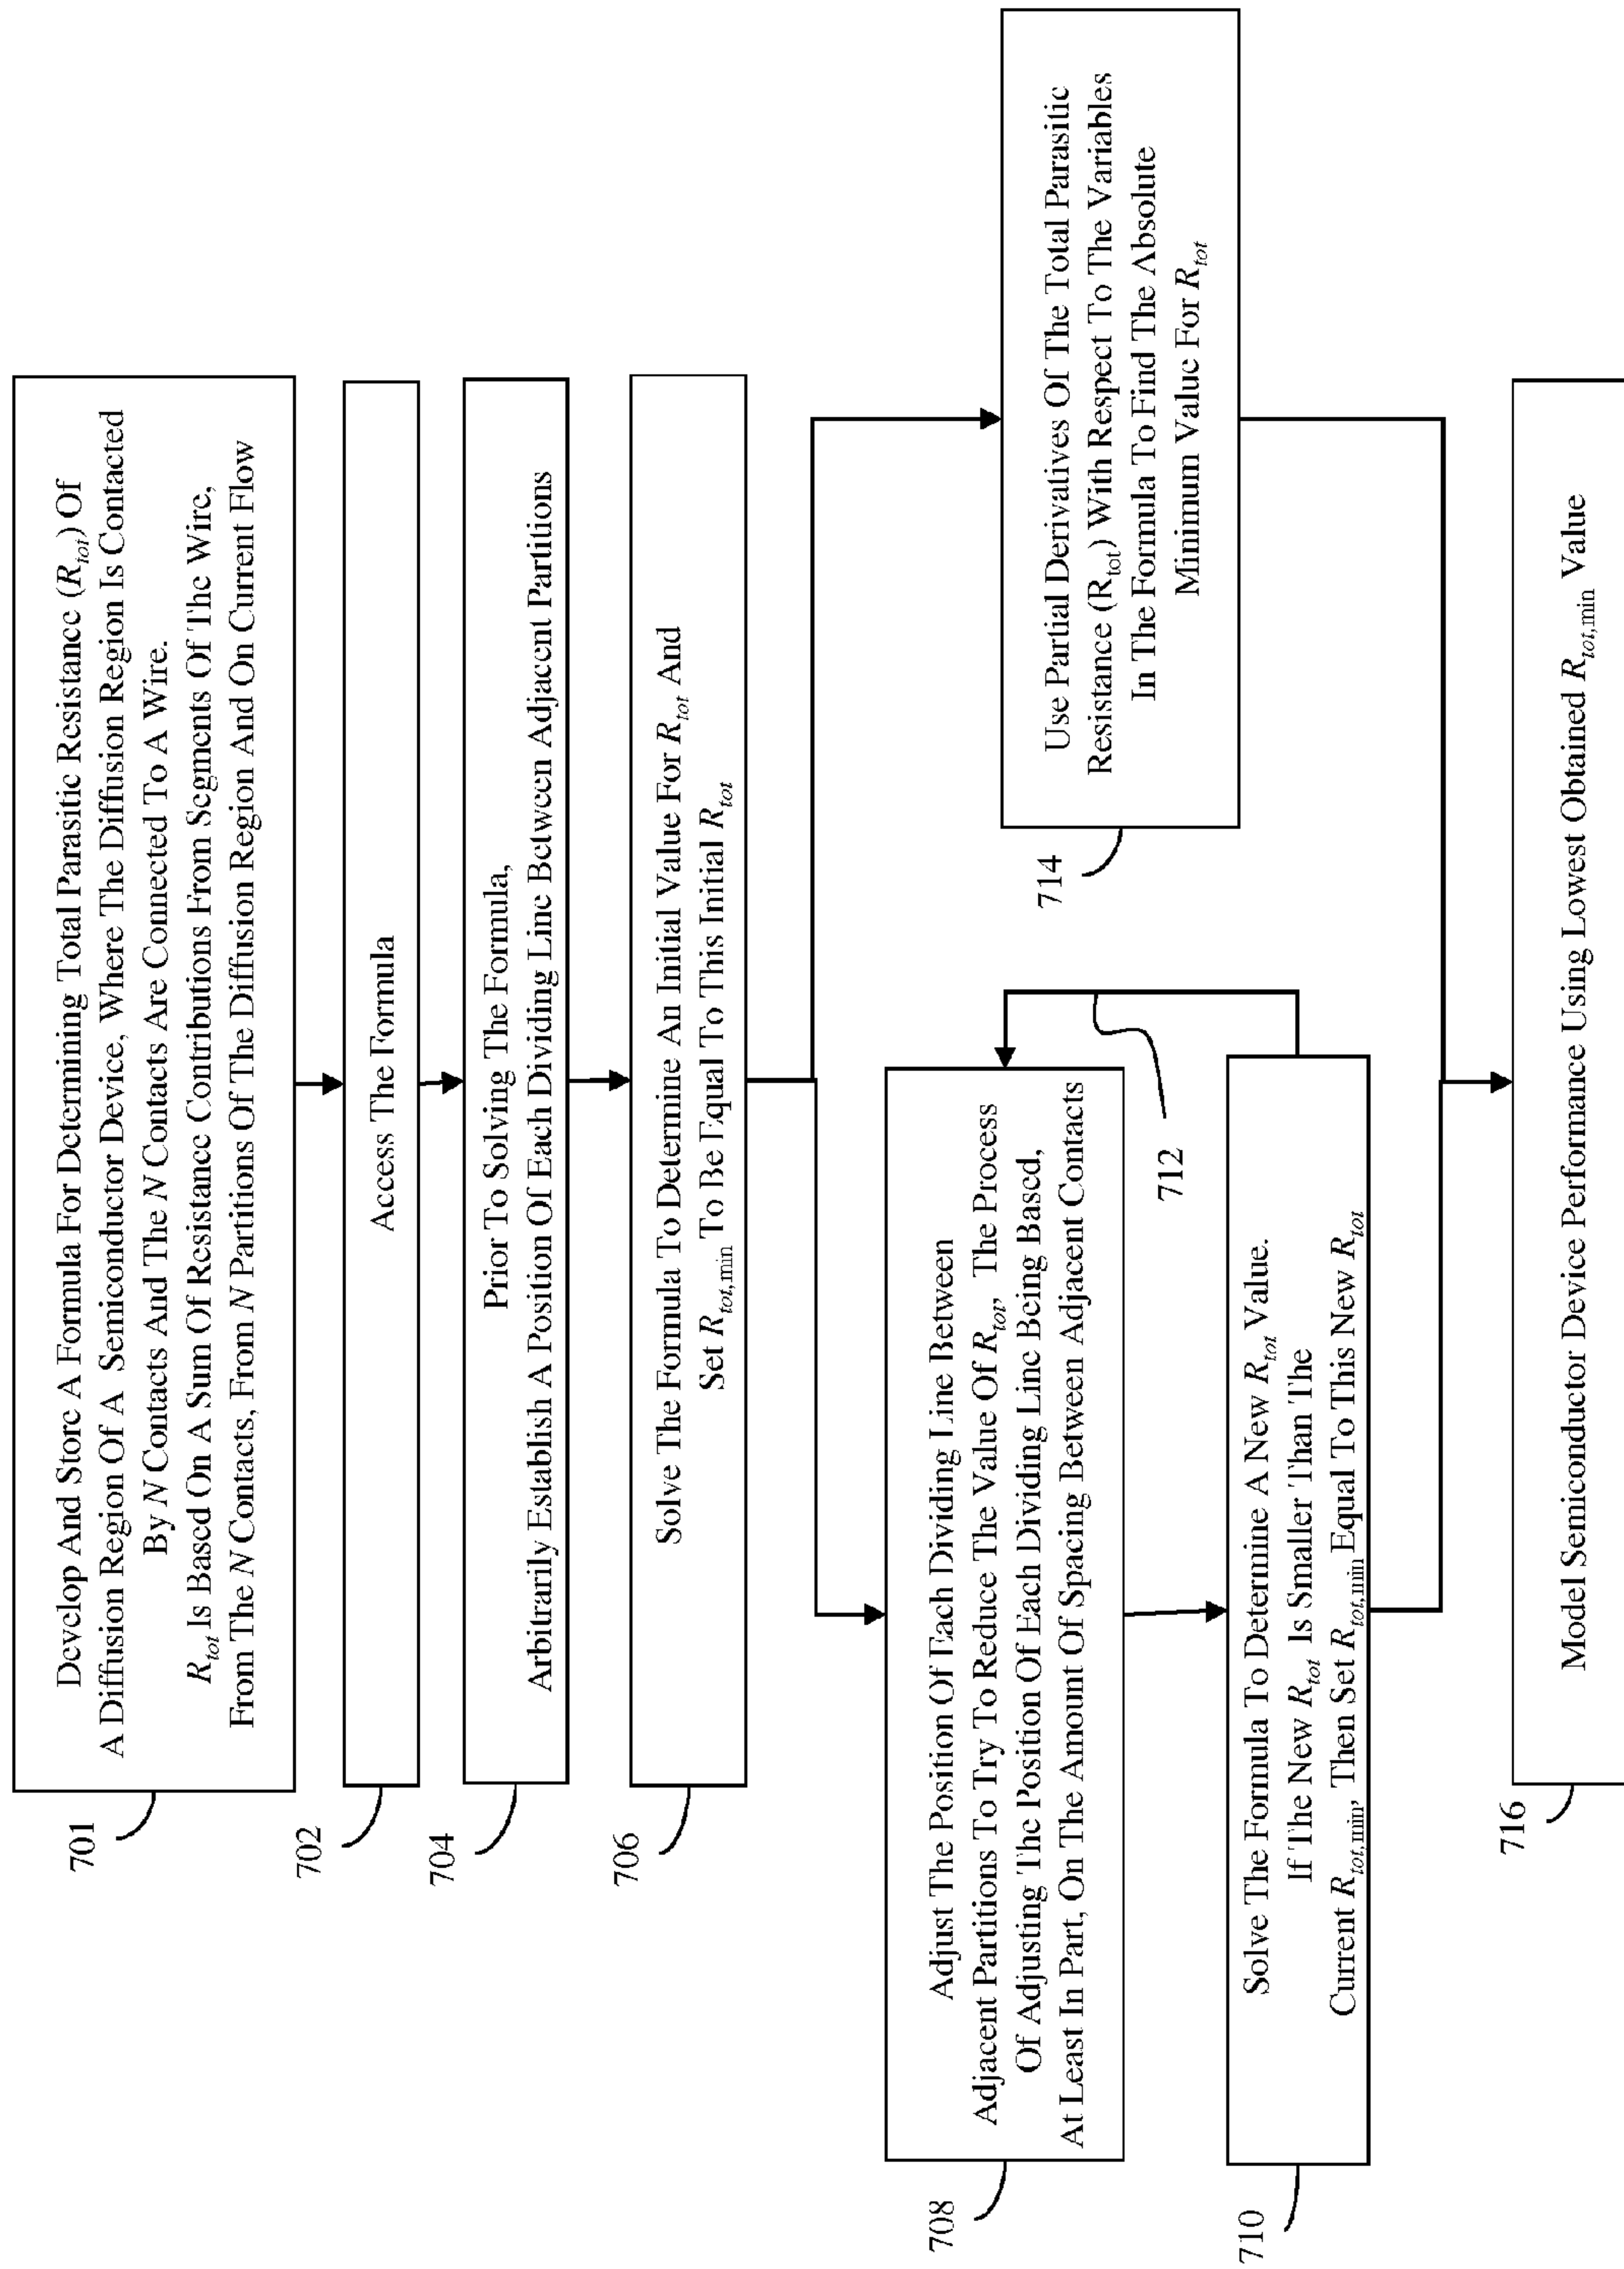 701
Develop And Store A Formula For Determining Total Parasitic Resistance (Rtot) Of
A Diffusion Region Of A Semiconductor Device, Where The Diffusion Region Is Contacted
By N Contacts And The N Contacts Are Connected To A Wire.
Rtot Is Based On A Sum Of Resistance Contributions From Segments Of The Wire,
From The N Contacts, From N Partitions Of The Diffusion Region And On Current Flow
702
Access The Formula
704
Prior To Solving The Formula,
Arbitrarily Establish A Position Of Each Dividing Line Between Adjacent Partitions
706
Solve The Formula To Determine An Initial Value For Rtot And
Set Rtot,min To Be Equal To This Initial Rtot
708
Adjust The Position Of Each Dividing Line Between
Adjacent Partitions To Try To Reduce The Value Of Rtot, The Process
Of Adjusting The Position Of Each Dividing Line Being Based,
At Least In Part, On The Amount Of Spacing Between Adjacent Contacts
710
Solve The Formula To Determine A New Rtot Value.
If The New Rtot Is Smaller Than The
Current Rtot,min, Then Set Rtot,min Equal To This New Rtot
712
714
Use Partial Derivatives Of The Total Parasitic
Resistance (Rtot) With Respect To The Variables
In The Formula To Find The Absolute
Minimum Value For Rtot
716
Model Semiconductor Device Performance Using Lowest Obtained Rtot,min Value